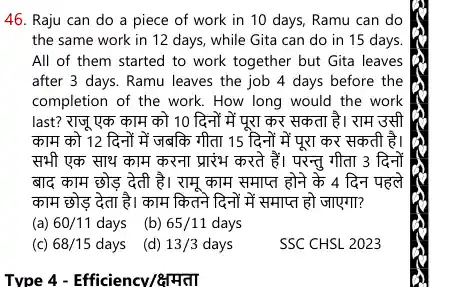 46. Raju can do a piece of work in 10 days, Ramu can do
the same work in 12 days, while Gita can do in 15 days.
All of them started to work together but Gita leaves
after 3 days. Ramu leaves the job 4 days before the
completion of the work. How long would the work
last? राजू एक काम को 10 दिनों में पूरा कर सकता है। राम उसी
काम को 12 दिनों में जबकि गीता 15 दिनों में पूरा कर सकती है।
सभी एक साथ काम करना प्रारंभ करते हैं। परन्तु गीता 3 दिनों
बाद काम छोड़ देती है। रामू काम समाप्त होने के 4 दिन पहले
काम छोड़ देता है। काम कितने दिनों में समाप्त हो जाएगा?
(a) 60/11 days (b) 65/11 days
(c) 68/15 days (d) 13/3 days SSC CHSL 2023
Type 4 - Efficiency/क्षमता